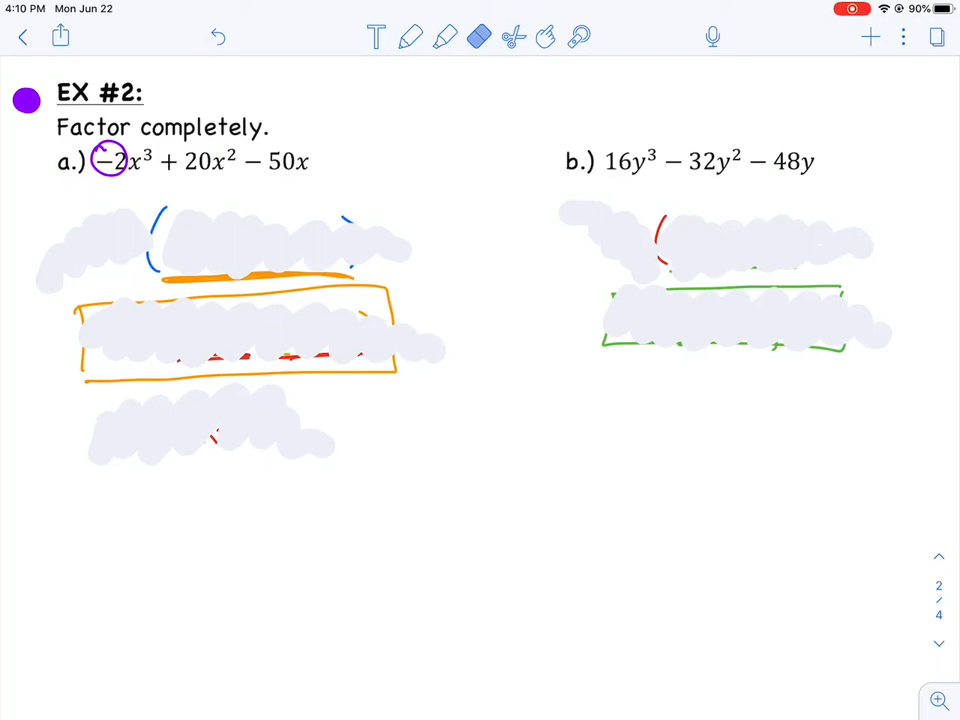 4:10 PM Mon Jun 22
90%
T
EX #2:
Factor completely.
a.) −2x³ + 20x² − 50x
b.) 16y³ − 32y² − 48y
(
(
2
/
4